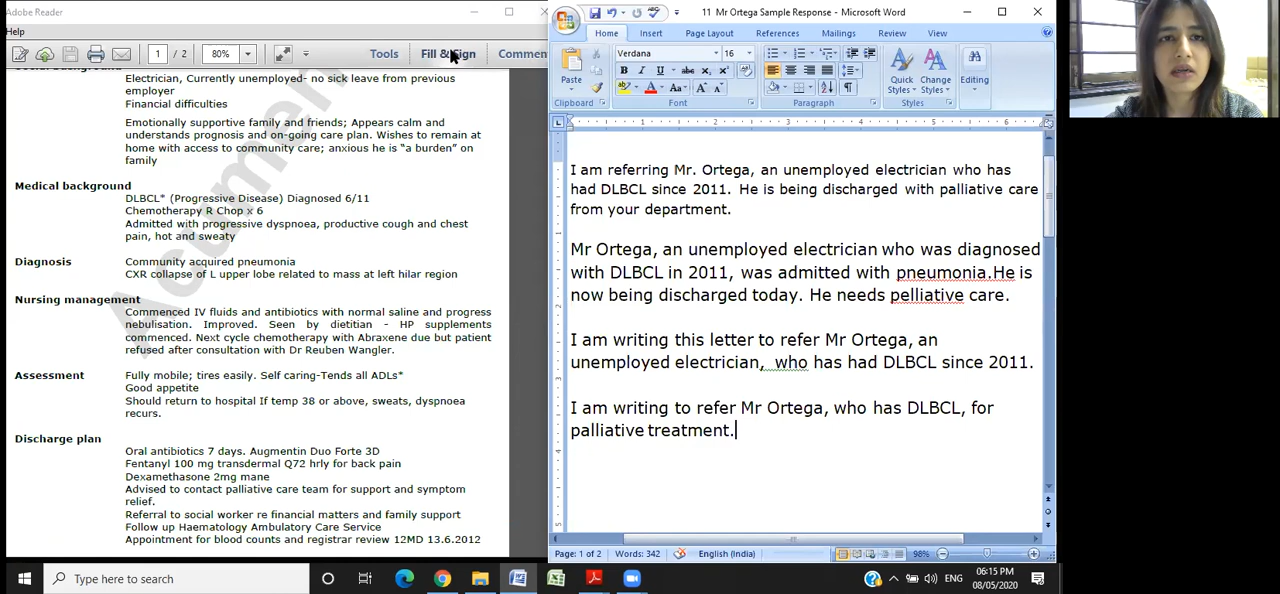 Adobe Reader
Help
1 / 2
80%
Tools
Fill & Sign
Commen
Electrician, Currently unemployed- no sick leave from previous
employer
Financial difficulties
Emotionally supportive family and friends; Appears calm and
understands prognosis and on-going care plan. Wishes to remain at
home with access to community care; anxious he is "a burden" on
family
Medical background
DLBCL* (Progressive Disease) Diagnosed 6/11
Chemotherapy R Chop x 6
Admitted with progressive dyspnoea, productive cough and chest
pain, hot and sweaty
Diagnosis
Community acquired pneumonia
CXR collapse of L upper lobe related to mass at left hilar region
Nursing management
Commenced IV fluids and antibiotics with normal saline and progress
nebulisation. Improved. Seen by dietitian - HP supplements
commenced. Next cycle chemotherapy with Abraxene due but patient
refused after consultation with Dr Reuben Wangler.
Assessment
Fully mobile; tires easily. Self caring-Tends all ADLs*
Good appetite
Should return to hospital If temp 38 or above, sweats, dyspnoea
recurs.
Discharge plan
Oral antibiotics 7 days. Augmentin Duo Forte 3D
Fentanyl 100 mg transdermal Q72 hrly for back pain
Dexamethasone 2mg mane
Advised to contact palliative care team for support and symptom
relief.
Referral to social worker re financial matters and family support
Follow up Haematology Ambulatory Care Service
Appointment for blood counts and registrar review 12MD 13.6.2012
Acumen
11 Mr Ortega Sample Response - Microsoft Word
Home Insert Page Layout References Mailings Review View
Paste
Clipboard
Verdana 16
B I U abc x₂ x²
Aa A A
Font
Paragraph
Quick Styles
Change Styles
Styles
Editing
1 2 3 4 5 6
I am referring Mr. Ortega, an unemployed electrician who has
had DLBCL since 2011. He is being discharged with palliative care
from your department.
Mr Ortega, an unemployed electrician who was diagnosed
with DLBCL in 2011, was admitted with pneumonia.He is
now being discharged today. He needs pelliative care.
I am writing this letter to refer Mr Ortega, an
unemployed electrician,  who has had DLBCL since 2011.
I am writing to refer Mr Ortega, who has DLBCL, for
palliative treatment.
Page: 1 of 2 Words: 342 English (India) 98%
Type here to search
ENG
06:15 PM
08/05/2020